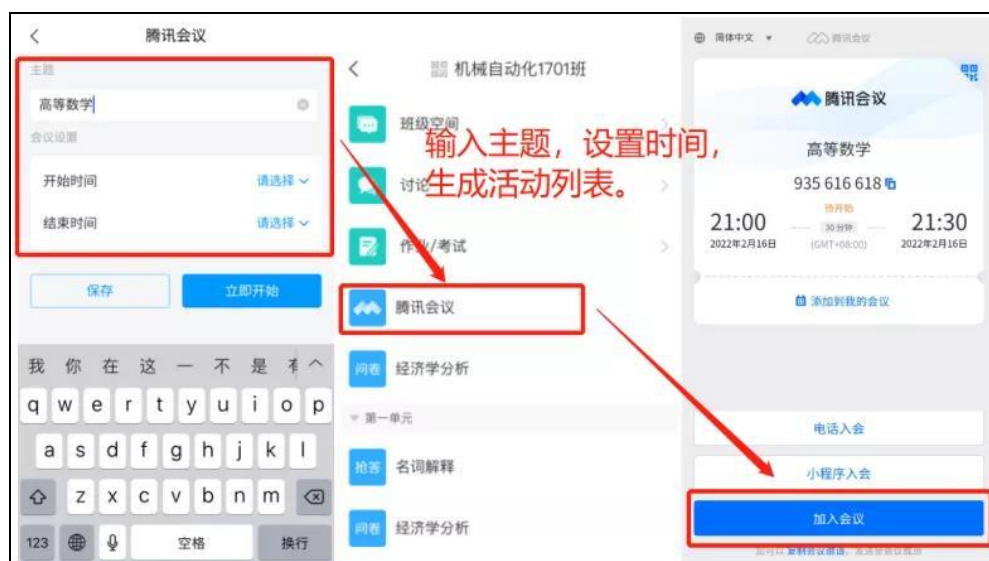 腾讯会议
主题
高等数学
会议设置
开始时间 请选择
结束时间 请选择
保存 立即开始
我 你 在 这 一 不 是 有
q w e r t y u i o p
a s d f g h j k l
z x c v b n m
123 空格 换行
机械自动化1701班
班级空间
输入主题，设置时间，
生成活动列表。
讨论
作业/考试
腾讯会议
问卷 经济学分析
第一单元
抢答 名词解释
问卷 经济学分析
简体中文 腾讯会议
腾讯会议
高等数学
935 616 618
待开始
21:00 30分钟 21:30
2022年2月16日 (GMT+08:00) 2022年2月16日
添加到我的会议
电话入会
小程序入会
加入会议
复制会议邀请